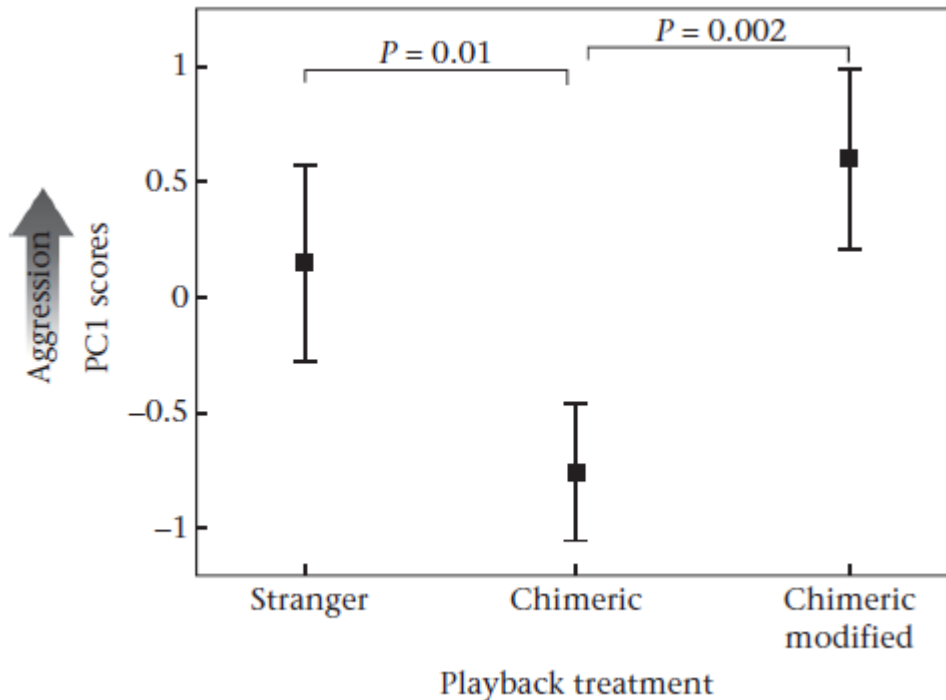 P = 0.002
P = 0.01
1
0.5
0
−0.5
−1
Aggression
PC1 scores
Stranger
Chimeric
Chimeric
modified
Playback treatment